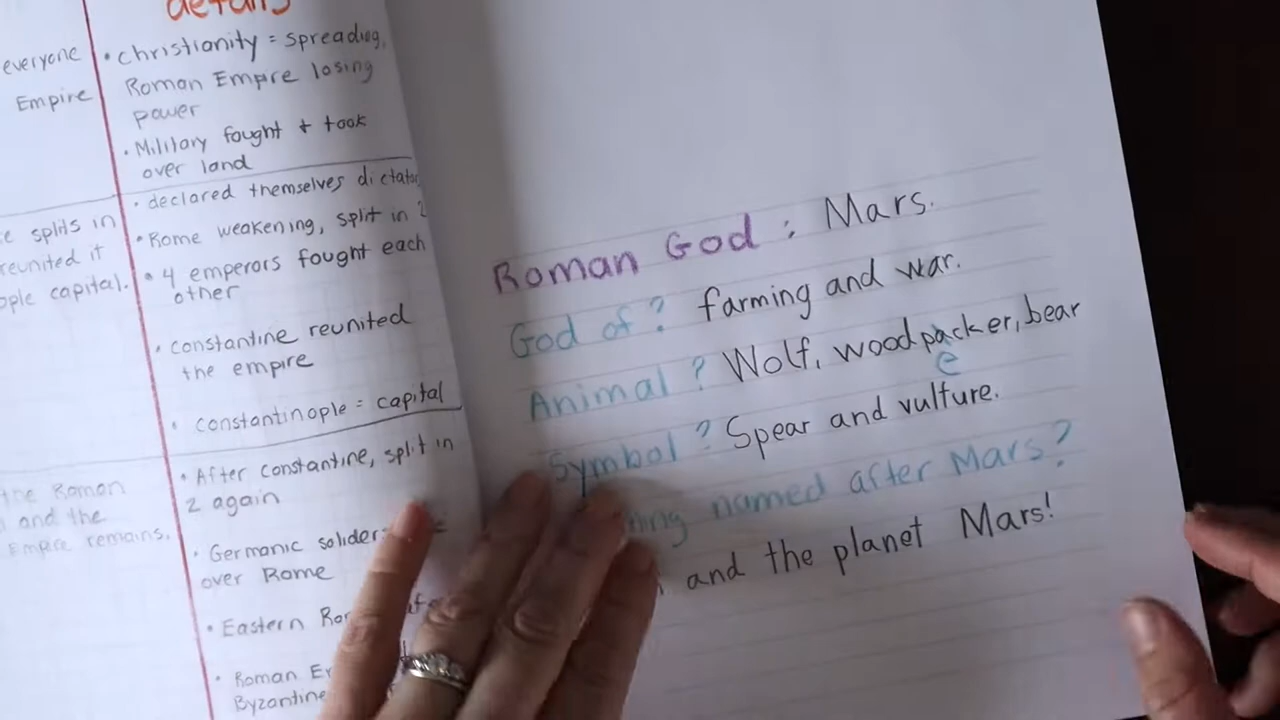 details
everyone
Empire
• Christianity = spreading,
Roman Empire losing
power
• Military fought + took
over land
splits in
reunited it
capital.
• declared themselves
• Rome weakening, split in 2
• 4 emperors fought each
other
• Constantine reunited
the empire
• Constantinople = capital
the Roman
and the
Empire remains.
• After Constantine, split in
2 again
• Germanic soliders
over Rome
• Eastern
• Roman
Byzantine
Roman God : Mars.
God of? farming and war.
Animal? Wolf, woodpacker, bear
e
Symbol? Spear and vulture.
named after Mars?
and the planet Mars!